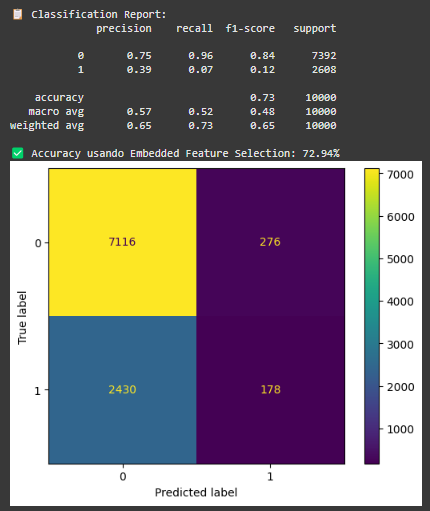 📋 Classification Report:
precision recall f1-score support
0 0.75 0.96 0.84 7392
1 0.39 0.07 0.12 2608
accuracy 0.73 10000
macro avg 0.57 0.52 0.48 10000
weighted avg 0.65 0.73 0.65 10000
✅ Accuracy usando Embedded Feature Selection: 72.94%
7000
6000
5000
4000
3000
2000
1000
True label
0 7116 276
1 2430 178
0 1
Predicted label